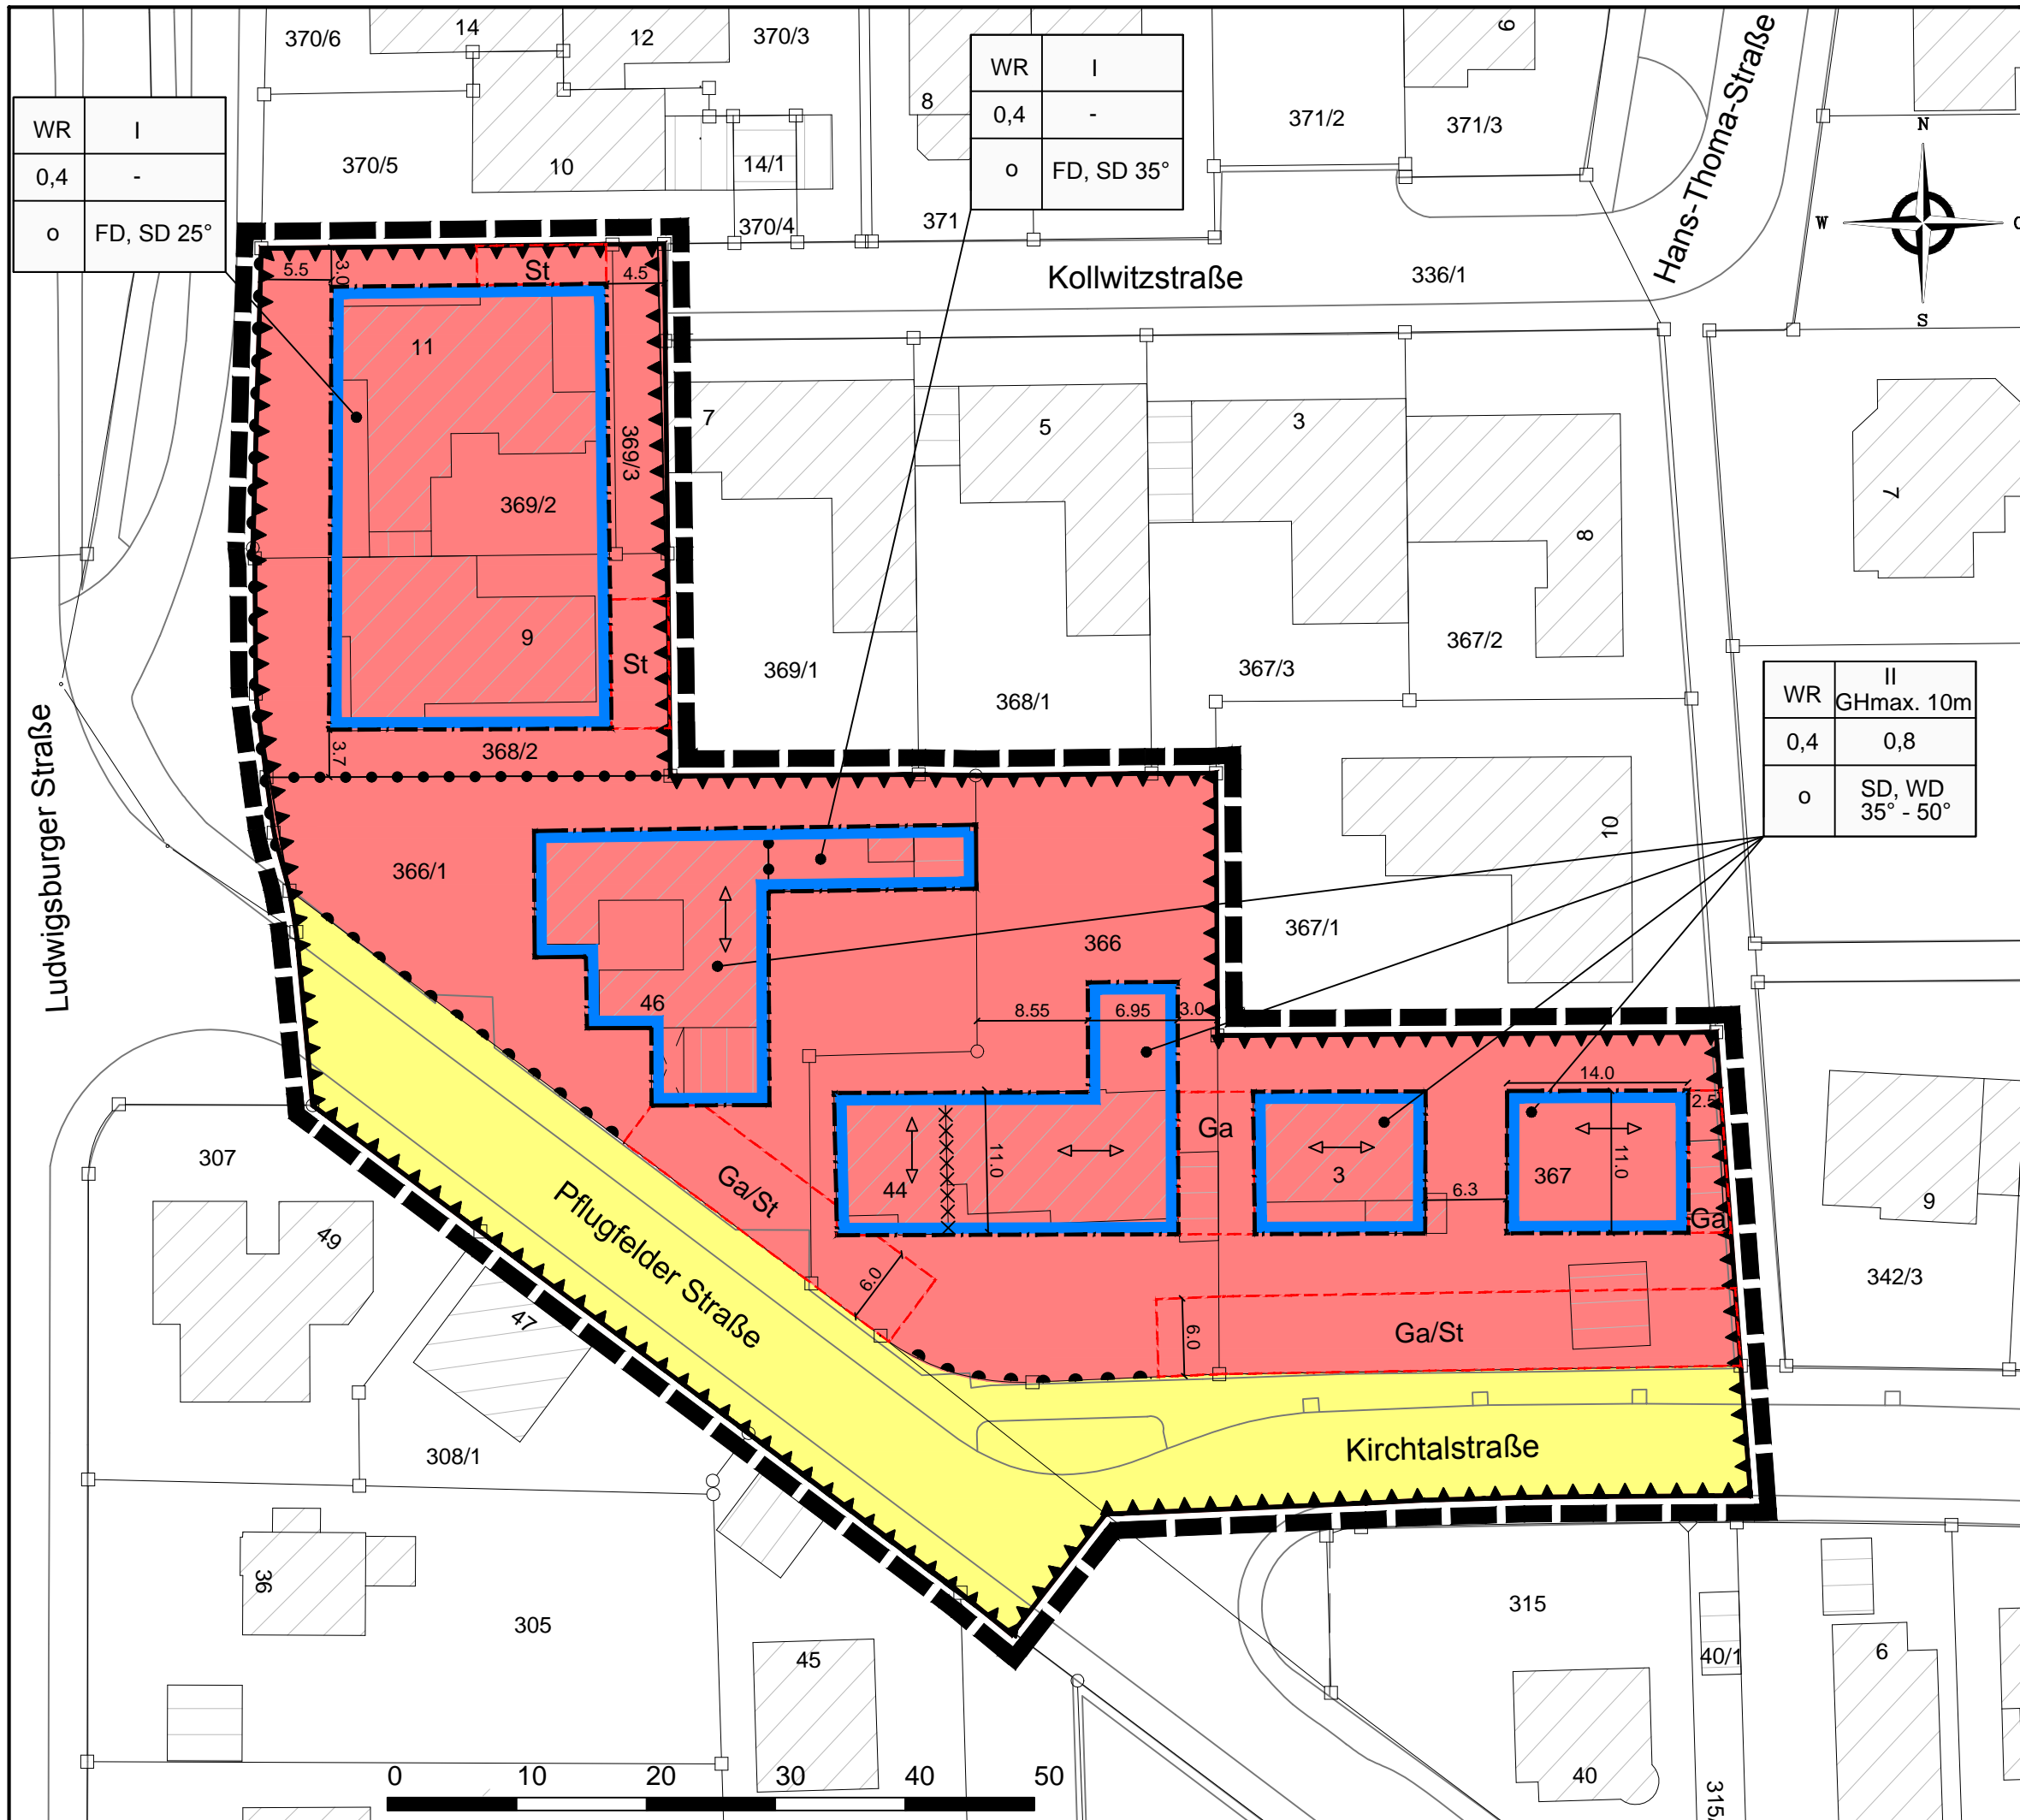 370/6
14
12
370/3
9
Hans-Thoma-Straße
WR I
0,4 -
o FD, SD 35°
8
371/2
371/3
WR I
0,4 -
o FD, SD 25°
370/5
10
14/1
370/4
371
N
W
S
Kollwitzstraße
336/1
5.5
3.0
St
4.5
11
369/3
369/2
7
5
3
8
7
9
St
369/1
368/1
367/3
367/2
WR II
GHmax. 10m
0,4 0,8
o SD, WD
35° - 50°
3.7
368/2
Ludwigsburger Straße
366/1
10
366
367/1
46
8.55
6.95
3.0
14.0
2.5
Ga
11.0
11.0
44
3
367
6.3
Ga
307
Ga/St
Pflugfelder Straße
49
47
6.0
6.0
Ga/St
9
342/3
Kirchtalstraße
308/1
36
305
45
315
40/1
6
40
315
0 10 20 30 40 50